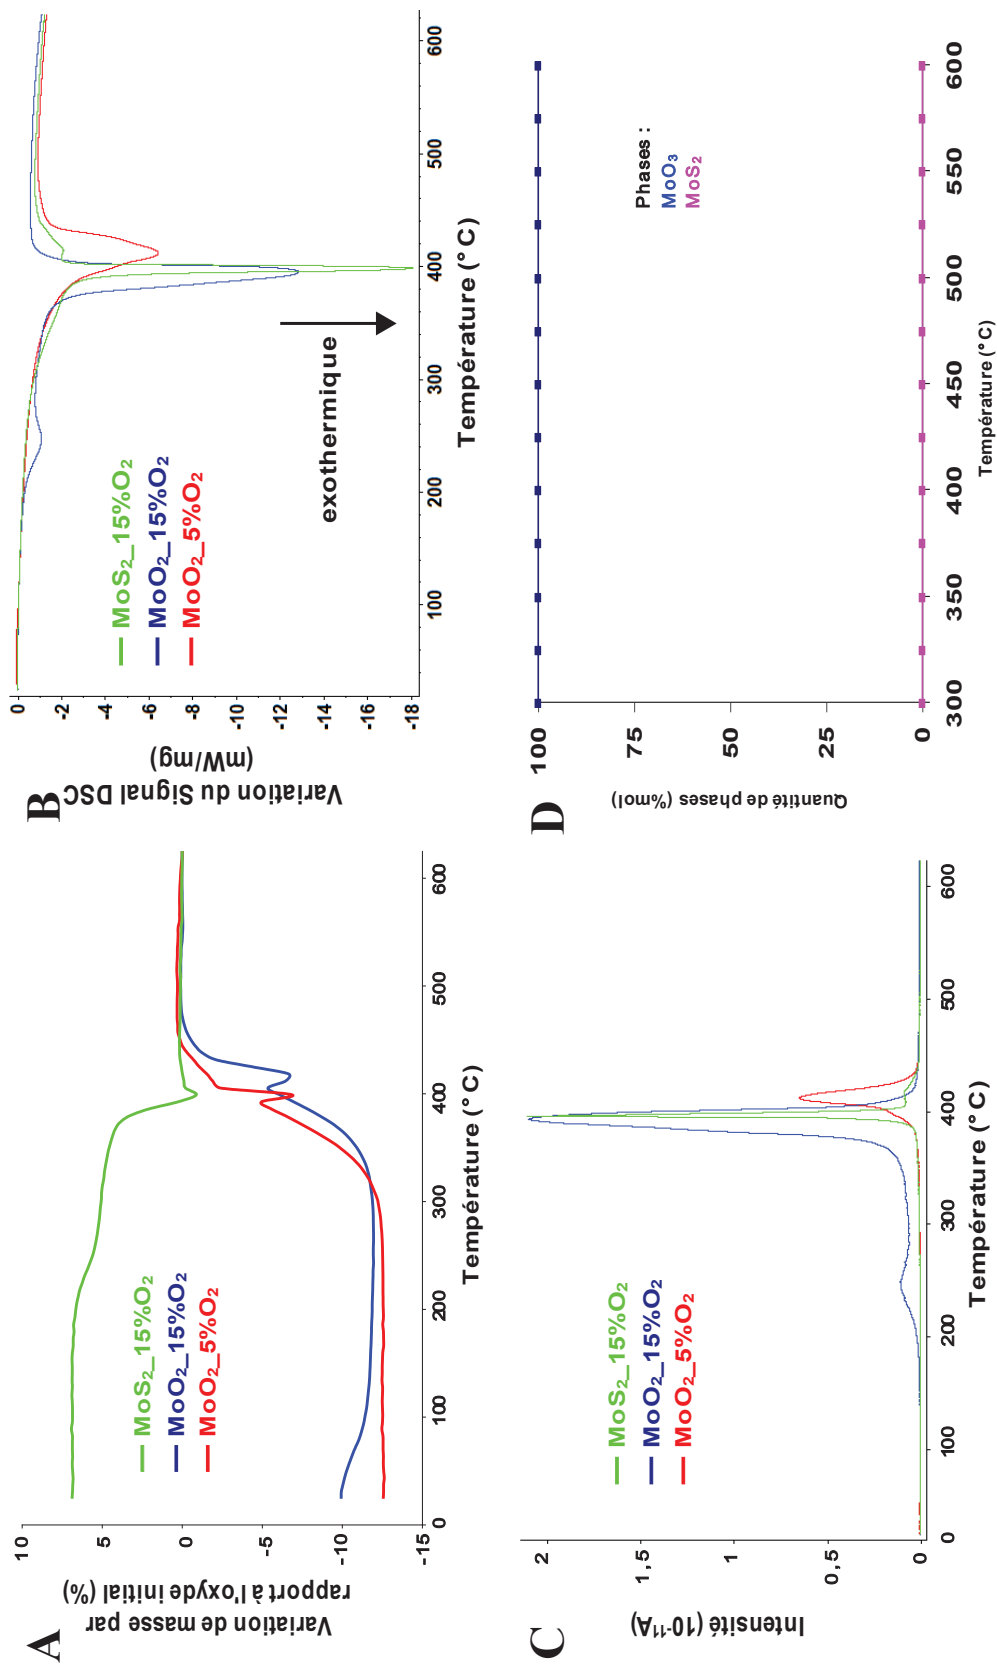 A
Variation de masse par
rapport à l'oxyde initial (%)
10
5
0
-5
-10
-15
MoS₂_15%O₂
MoO₂_15%O₂
MoO₂_5%O₂
0
100
200
300
400
500
600
Température (°C)
B
Variation du Signal DSC
(mW/mg)
0
-2
-4
-6
-8
-10
-12
-14
-16
-18
MoS₂_15%O₂
MoO₂_15%O₂
MoO₂_5%O₂
exothermique
100
200
300
400
500
600
Température (°C)
C
Intensité (10⁻¹¹A)
2
1,5
1
0,5
0
MoS₂_15%O₂
MoO₂_15%O₂
MoO₂_5%O₂
0
100
200
300
400
500
600
Température (°C)
D
Quantité de phases (%mol)
100
75
50
25
0
Phases :
MoO₃
MoS₂
300
350
400
450
500
550
600
Température (°C)